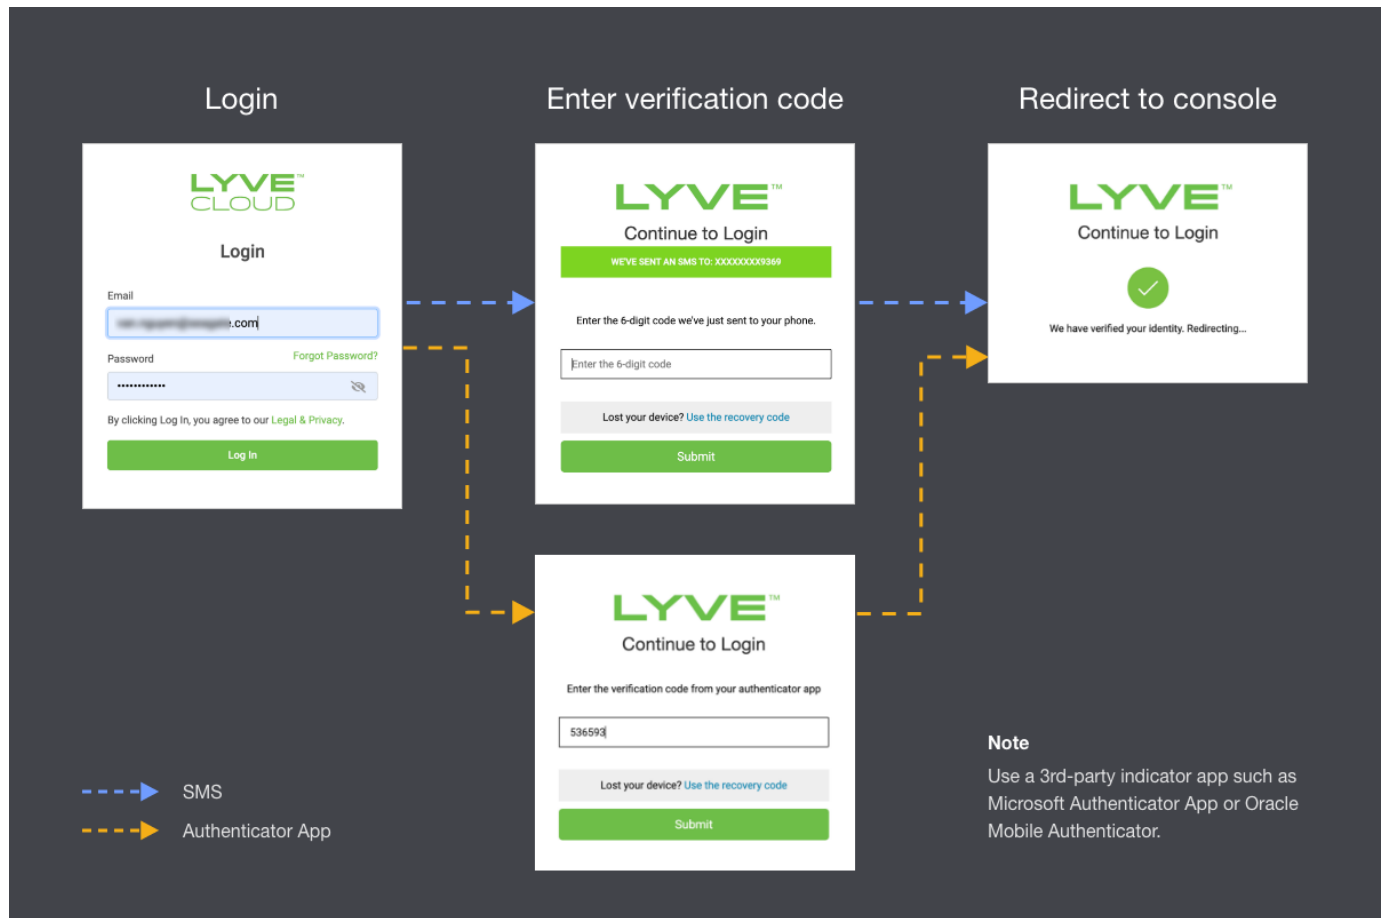 Login
LYVE™
CLOUD
Login
Email
e.com
Password
Forgot Password?
••••••••••••
By clicking Log In, you agree to our Legal & Privacy.
Log In
Enter verification code
LYVE™
Continue to Login
WE'VE SENT AN SMS TO: XXXXXXXX9369
Enter the 6-digit code we've just sent to your phone.
Enter the 6-digit code
Lost your device? Use the recovery code
Submit
LYVE™
Continue to Login
Enter the verification code from your authenticator app
536593
Lost your device? Use the recovery code
Submit
Redirect to console
LYVE™
Continue to Login
We have verified your identity. Redirecting...
SMS
Authenticator App
Note
Use a 3rd-party indicator app such as
Microsoft Authenticator App or Oracle
Mobile Authenticator.